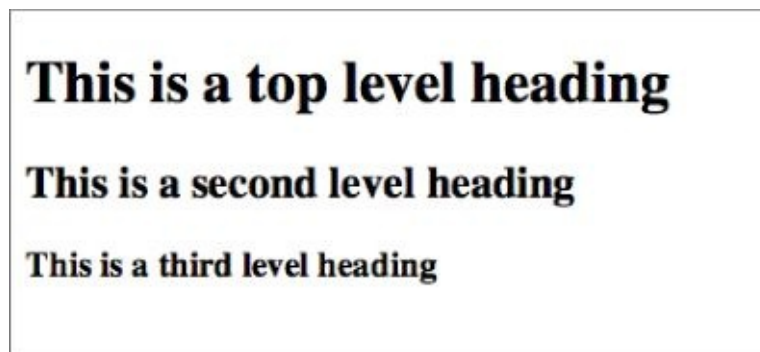 This is a top level heading
This is a second level heading
This is a third level heading